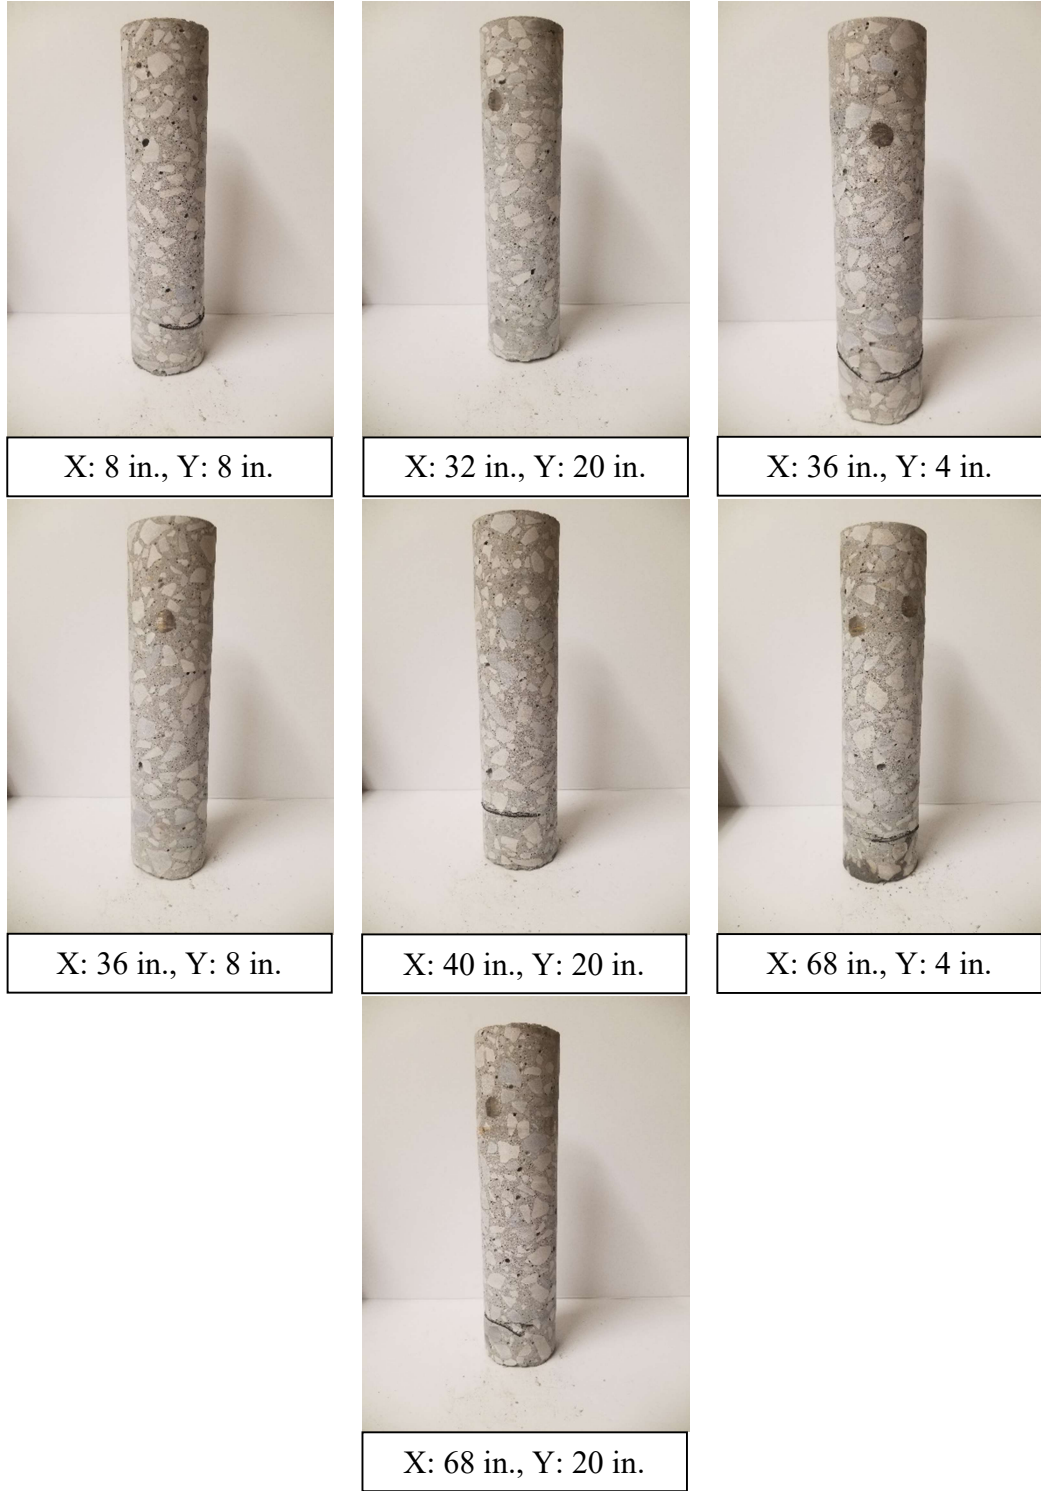 X: 8 in., Y: 8 in.
X: 32 in., Y: 20 in.
X: 36 in., Y: 4 in.
X: 36 in., Y: 8 in.
X: 40 in., Y: 20 in.
X: 68 in., Y: 4 in.
X: 68 in., Y: 20 in.